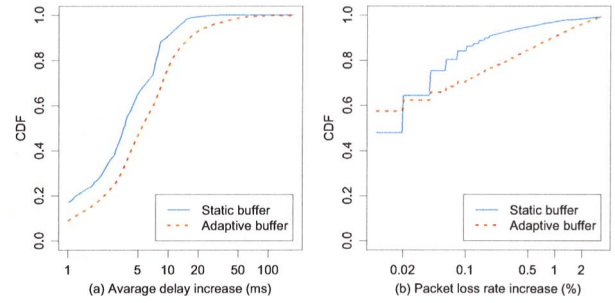 CDF
1.0
0.8
0.6
0.4
0.2
0.0
Static buffer
Adaptive buffer
1 5 10 20 50 100
(a) Avarage delay increase (ms)
CDF
1.0
0.8
0.6
0.4
0.2
0.0
Static buffer
Adaptive buffer
0.02 0.1 0.5 1 2
(b) Packet loss rate increase (%)